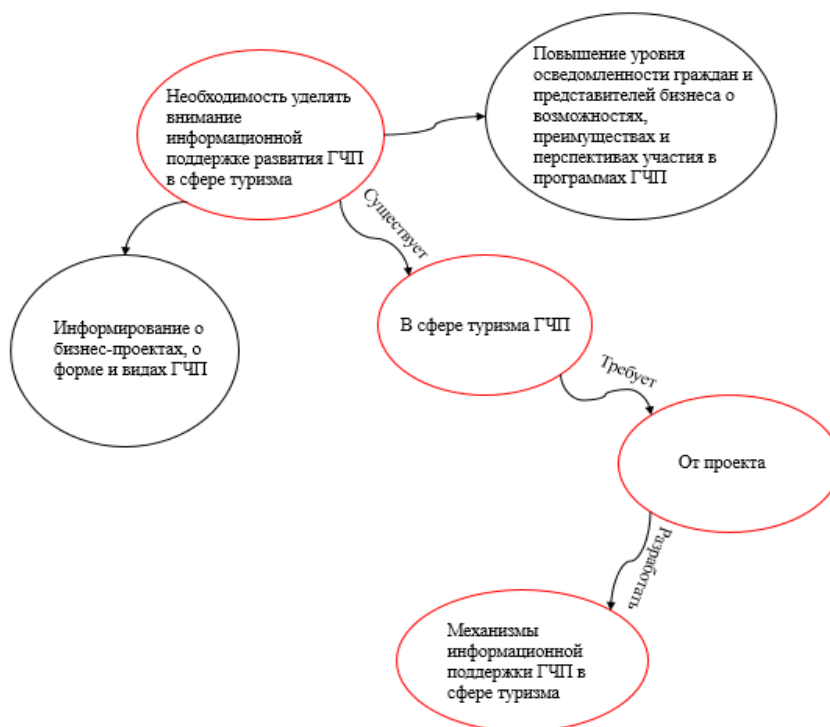 Необходимость уделять
внимание
информационной
поддержке развития ГЧП
в сфере туризма
Повышение уровня
осведомленности граждан и
представителей бизнеса о
возможностях,
преимуществах и
перспективах участия в
программах ГЧП
Существует
Информирование о
бизнес-проектах, о
форме и видах ГЧП
В сфере туризма ГЧП
Требует
От проекта
Разработать
Механизмы
информационной
поддержки ГЧП в
сфере туризма